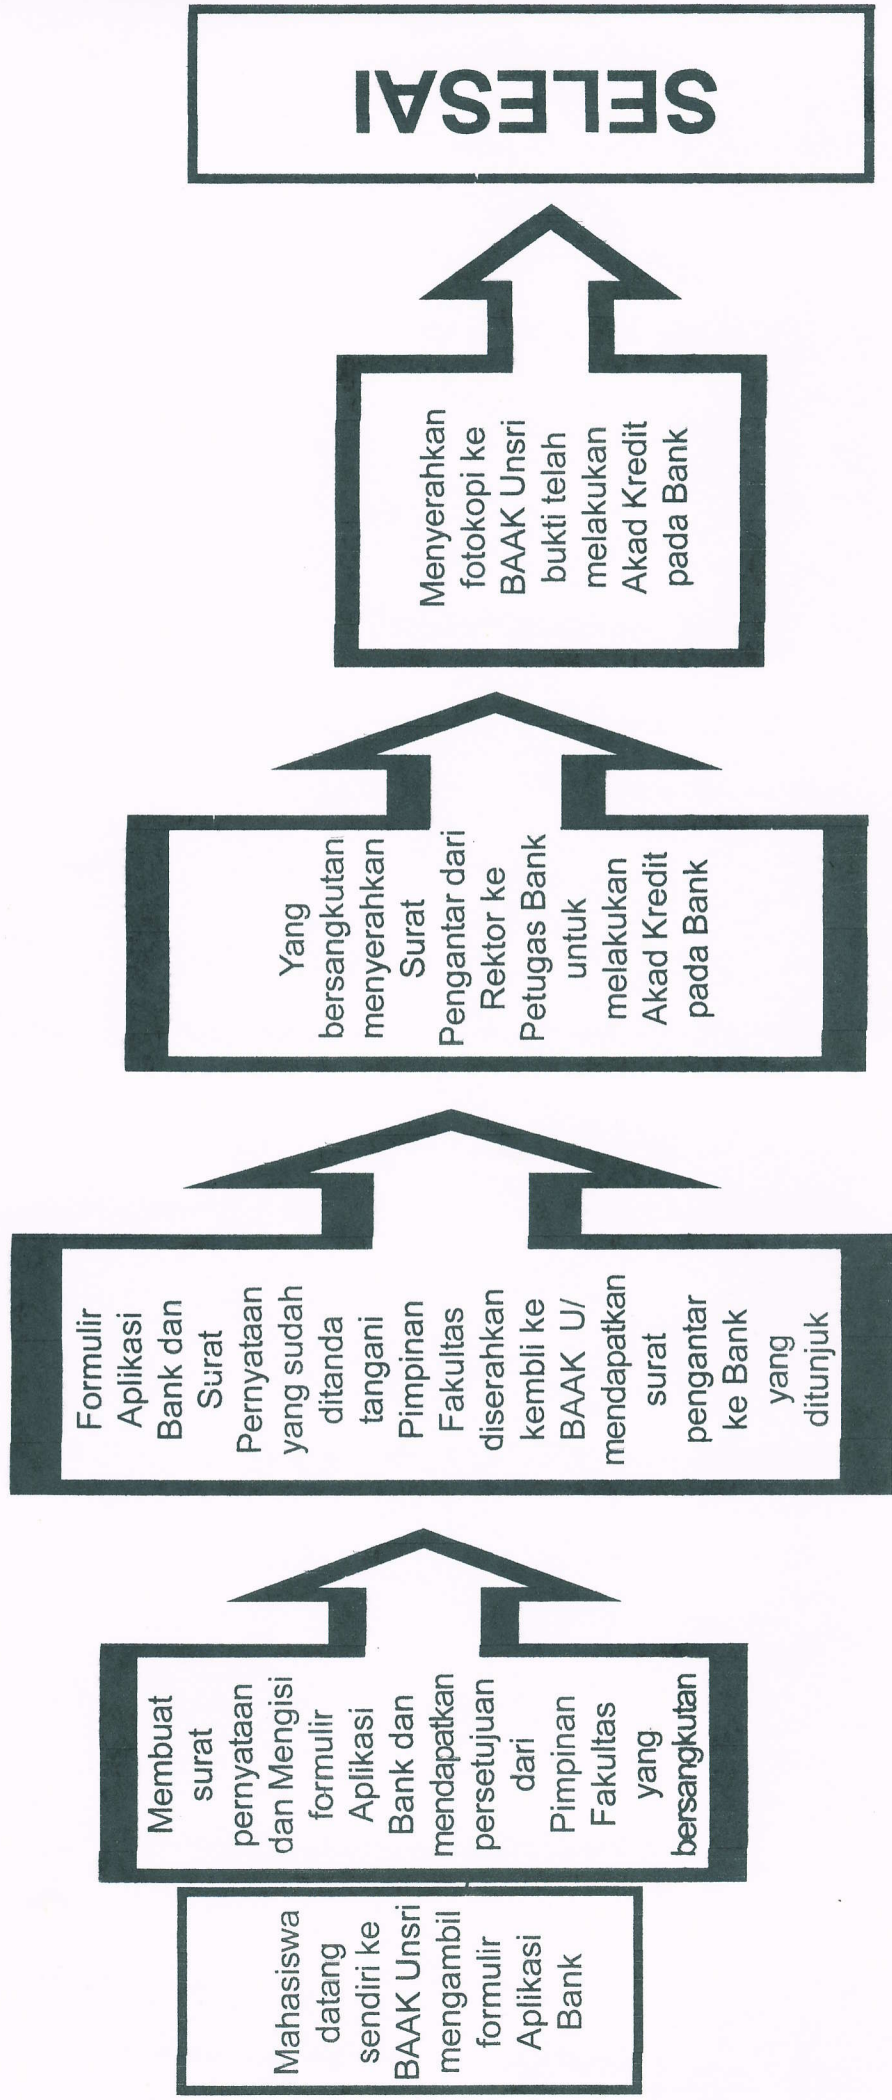 Mahasiswa
datang
sendiri ke
BAAK Unsri
mengambil
formulir
Aplikasi
Bank
Membuat
surat
pernyataan
dan Mengisi
formulir
Aplikasi
Bank dan
mendapatkan
persetujuan
dari
Pimpinan
Fakultas
yang
bersangkutan
Formulir
Aplikasi
Bank dan
Surat
Pernyataan
yang sudah
ditanda
tangani
Pimpinan
Fakultas
diserahkan
kembli ke
BAAK U/
mendapatkan
surat
pengantar
ke Bank
yang
ditunjuk
Yang
bersangkutan
menyerahkan
Surat
Pengantar dari
Rektor ke
Petugas Bank
untuk
melakukan
Akad Kredit
pada Bank
Menyerahkan
fotokopi ke
BAAK Unsri
bukti telah
melakukan
Akad Kredit
pada Bank
SELESAI